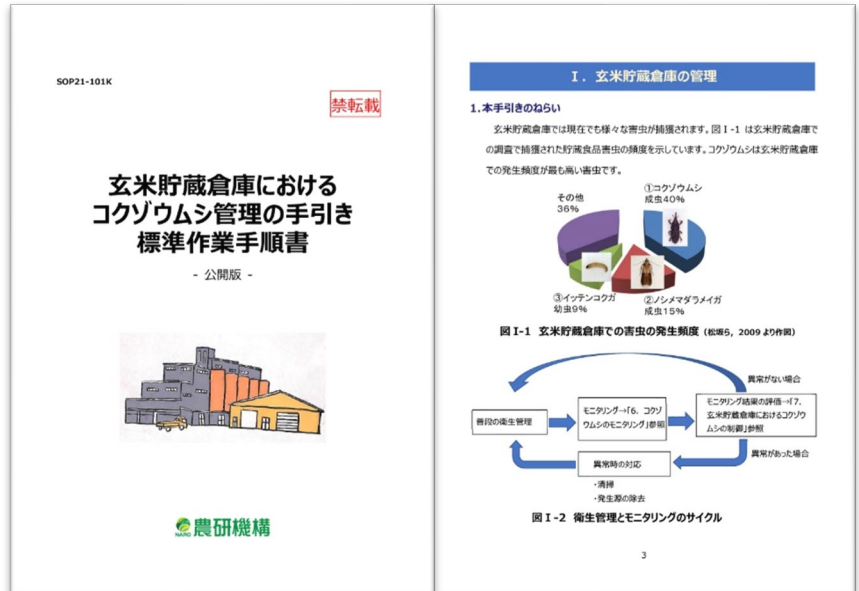 SOP21-101K
禁転載
玄米貯蔵倉庫における
コクゾウムシ管理の手引き
標準作業手順書
- 公開版 -
NARO 農研機構
Ⅰ. 玄米貯蔵倉庫の管理
1.本手引きのねらい
玄米貯蔵倉庫では現在でも様々な害虫が捕獲されます。図Ⅰ-1 は玄米貯蔵倉庫で
の調査で捕獲された貯蔵食品害虫の頻度を示しています。コクゾウムシは玄米貯蔵倉庫
での発生頻度が最も高い害虫です。
①コクゾウムシ
成虫40%
その他
36%
③イッテンコクガ
幼虫9%
②ノシメマダラメイガ
成虫15%
図Ⅰ-1 玄米貯蔵倉庫での害虫の発生頻度 (松坂ら, 2009 より作図)
異常がない場合
普段の衛生管理
モニタリング→「6. コクゾ
ウムシのモニタリング」参照
モニタリング結果の評価→「7.
玄米貯蔵倉庫におけるコクゾウ
ムシの制御」参照
異常があった場合
異常時の対応
・清掃
・発生源の除去
図Ⅰ-2 衛生管理とモニタリングのサイクル
3